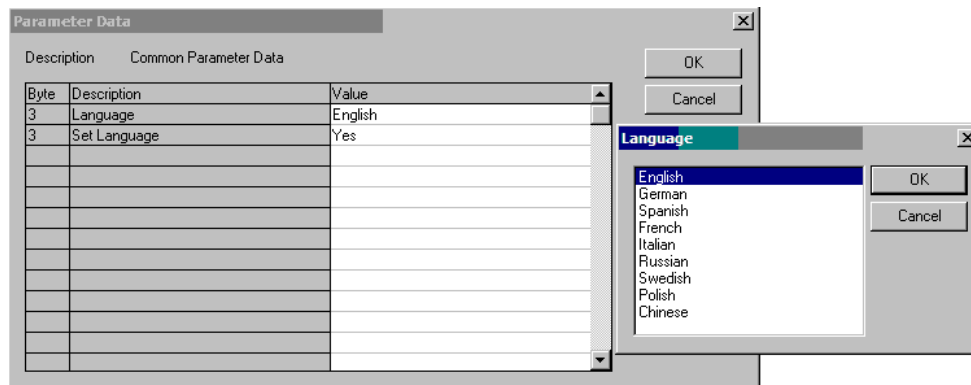 Parameter Data
Description Common Parameter Data
OK
Cancel
Byte Description Value
3 Language English
3 Set Language Yes
Language
English
German
Spanish
French
Italian
Russian
Swedish
Polish
Chinese
OK
Cancel